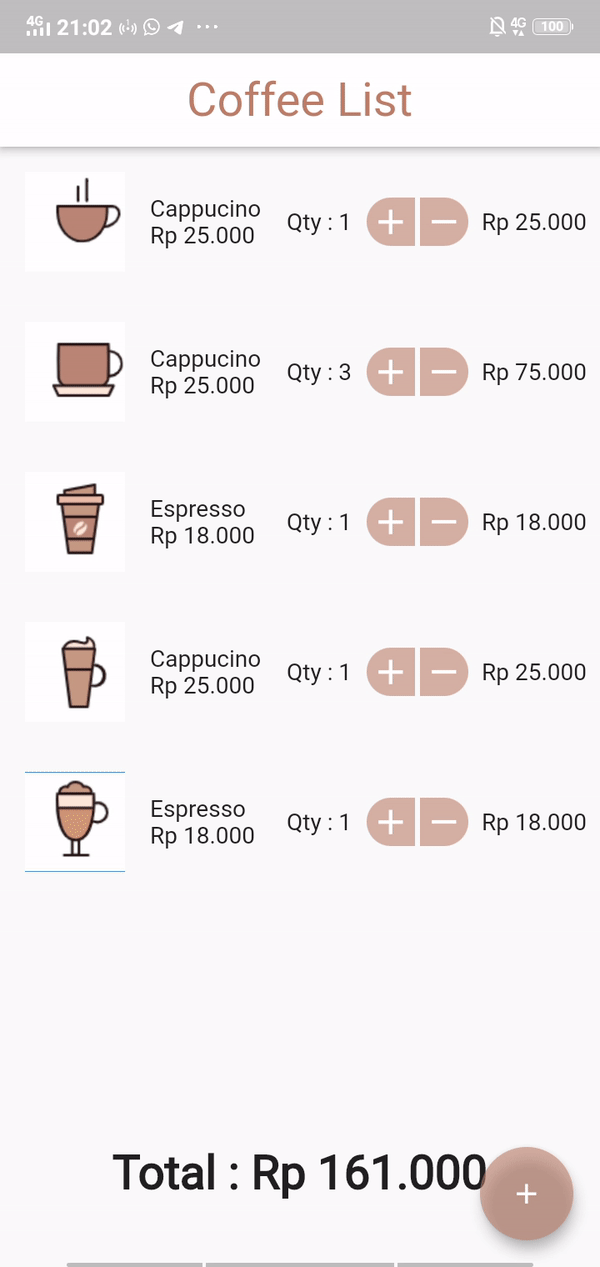 4G 21:02 ... 4G 100
Coffee List
Cappucino
Rp 25.000
Qty : 1 + − Rp 25.000
Cappucino
Rp 25.000
Qty : 3 + − Rp 75.000
Espresso
Rp 18.000
Qty : 1 + − Rp 18.000
Cappucino
Rp 25.000
Qty : 1 + − Rp 25.000
Espresso
Rp 18.000
Qty : 1 + − Rp 18.000
Total : Rp 161.000
+